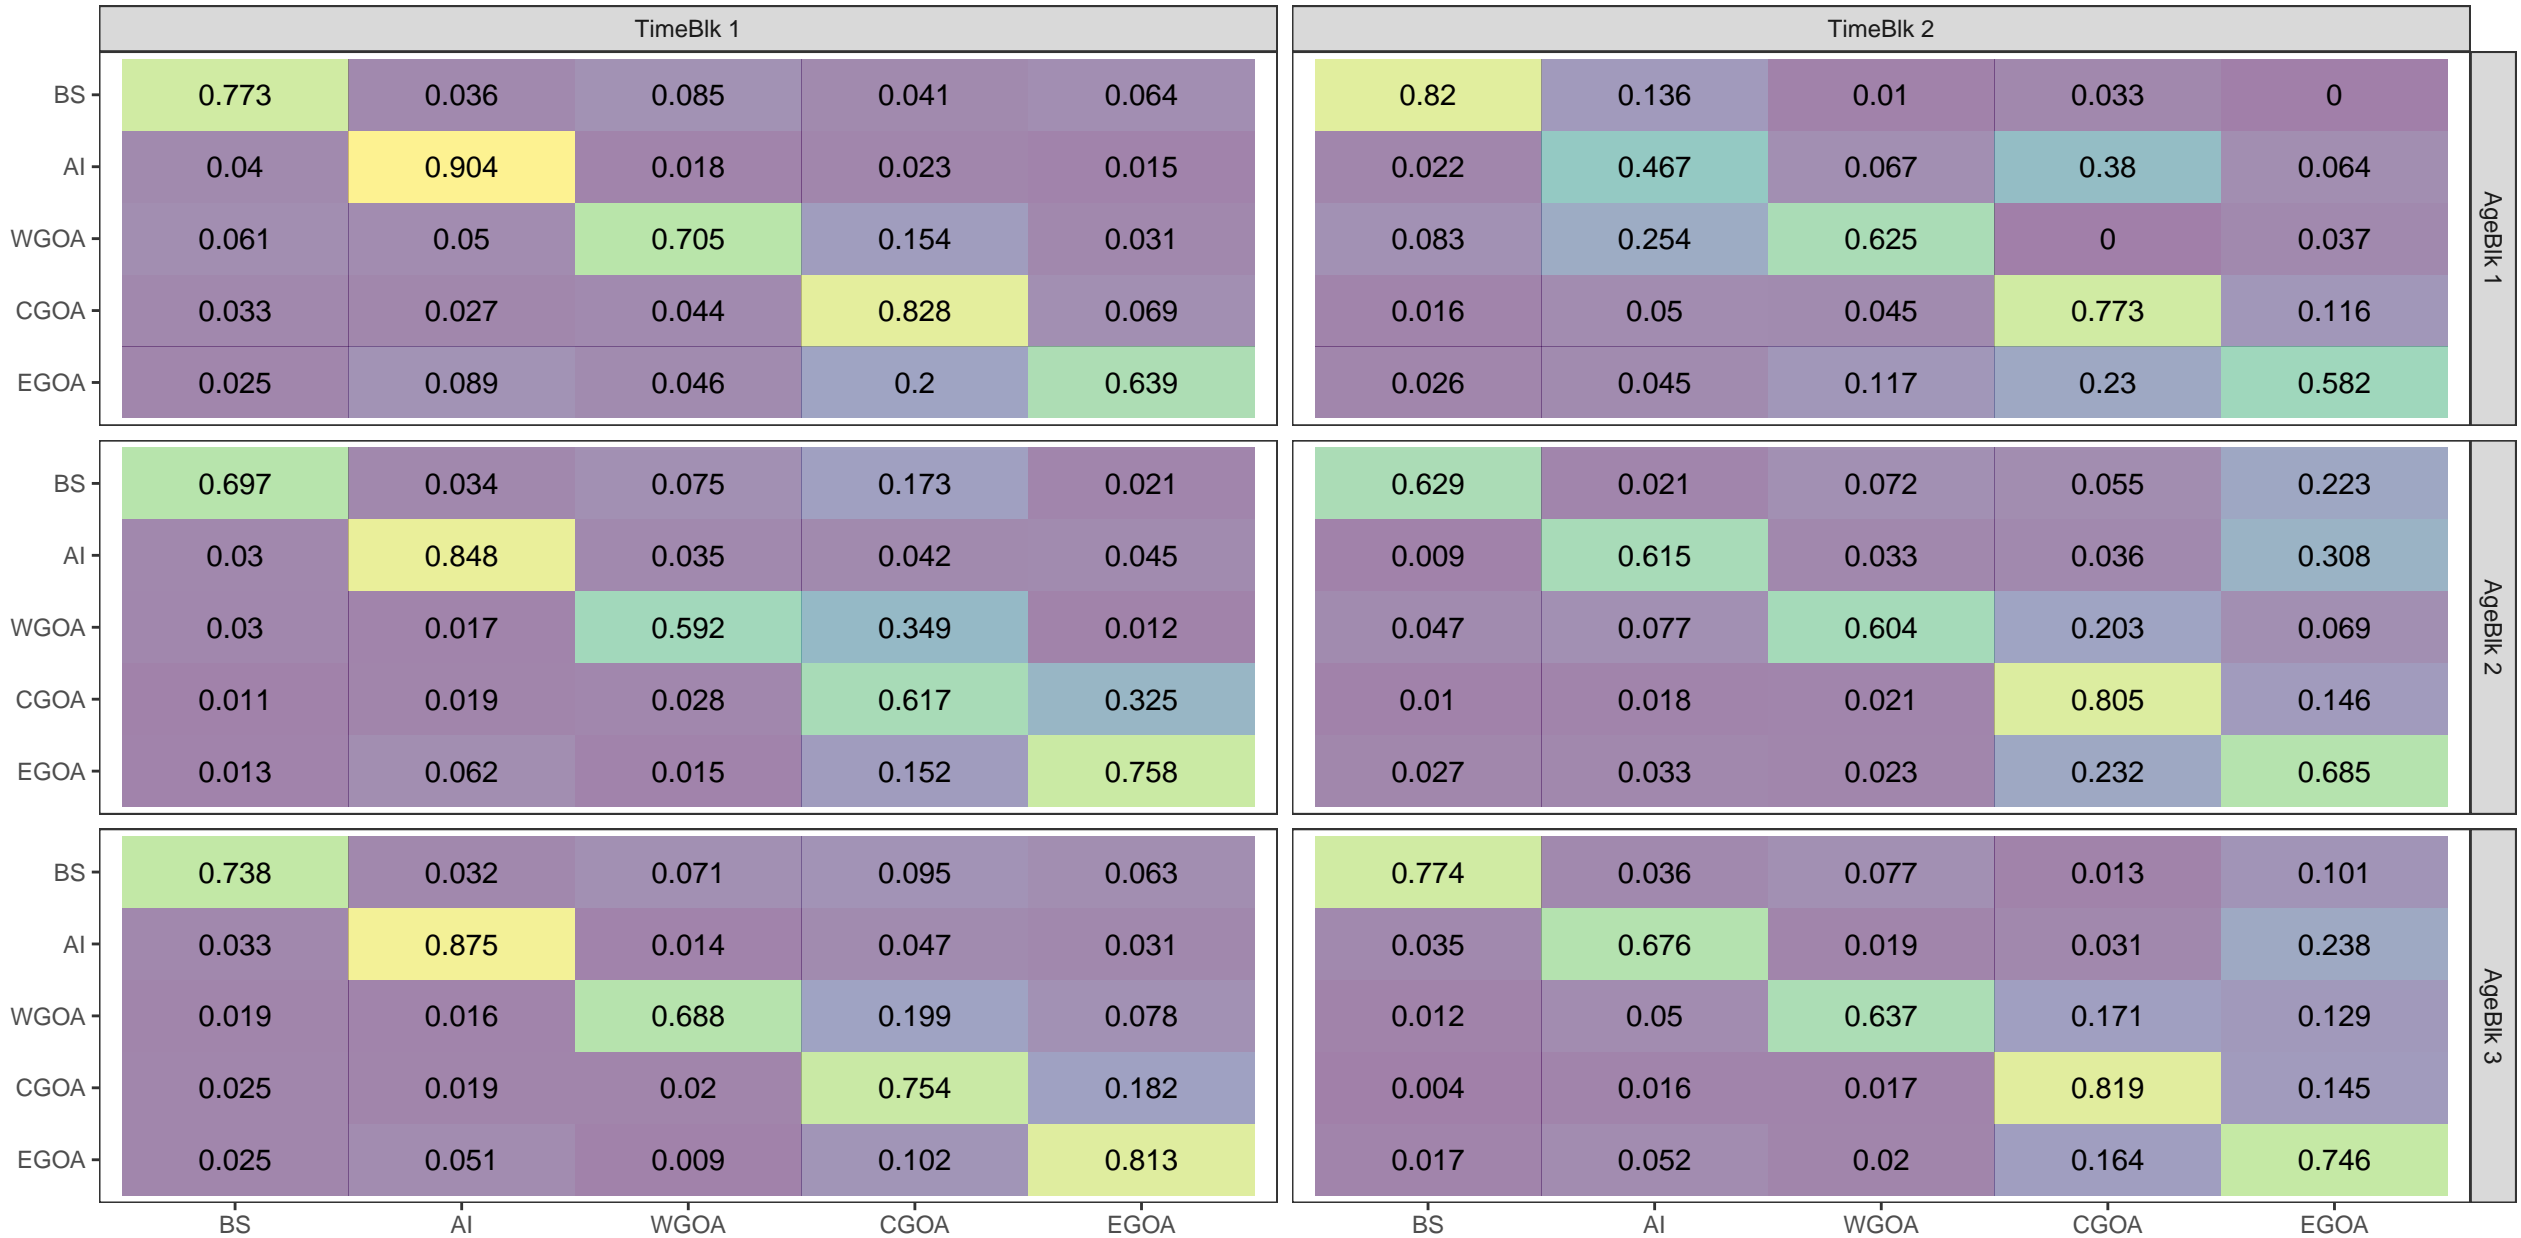 TimeBlk 1 TimeBlk 2
BS 0.773 0.036 0.085 0.041 0.064 0.82 0.136 0.01 0.033 0
AI 0.04 0.904 0.018 0.023 0.015 0.022 0.467 0.067 0.38 0.064
WGOA 0.061 0.05 0.705 0.154 0.031 0.083 0.254 0.625 0 0.037
CGOA 0.033 0.027 0.044 0.828 0.069 0.016 0.05 0.045 0.773 0.116
EGOA 0.025 0.089 0.046 0.2 0.639 0.026 0.045 0.117 0.23 0.582
AgeBlk 1
BS 0.697 0.034 0.075 0.173 0.021 0.629 0.021 0.072 0.055 0.223
AI 0.03 0.848 0.035 0.042 0.045 0.009 0.615 0.033 0.036 0.308
WGOA 0.03 0.017 0.592 0.349 0.012 0.047 0.077 0.604 0.203 0.069
CGOA 0.011 0.019 0.028 0.617 0.325 0.01 0.018 0.021 0.805 0.146
EGOA 0.013 0.062 0.015 0.152 0.758 0.027 0.033 0.023 0.232 0.685
AgeBlk 2
BS 0.738 0.032 0.071 0.095 0.063 0.774 0.036 0.077 0.013 0.101
AI 0.033 0.875 0.014 0.047 0.031 0.035 0.676 0.019 0.031 0.238
WGOA 0.019 0.016 0.688 0.199 0.078 0.012 0.05 0.637 0.171 0.129
CGOA 0.025 0.019 0.02 0.754 0.182 0.004 0.016 0.017 0.819 0.145
EGOA 0.025 0.051 0.009 0.102 0.813 0.017 0.052 0.02 0.164 0.746
AgeBlk 3
BS AI WGOA CGOA EGOA BS AI WGOA CGOA EGOA